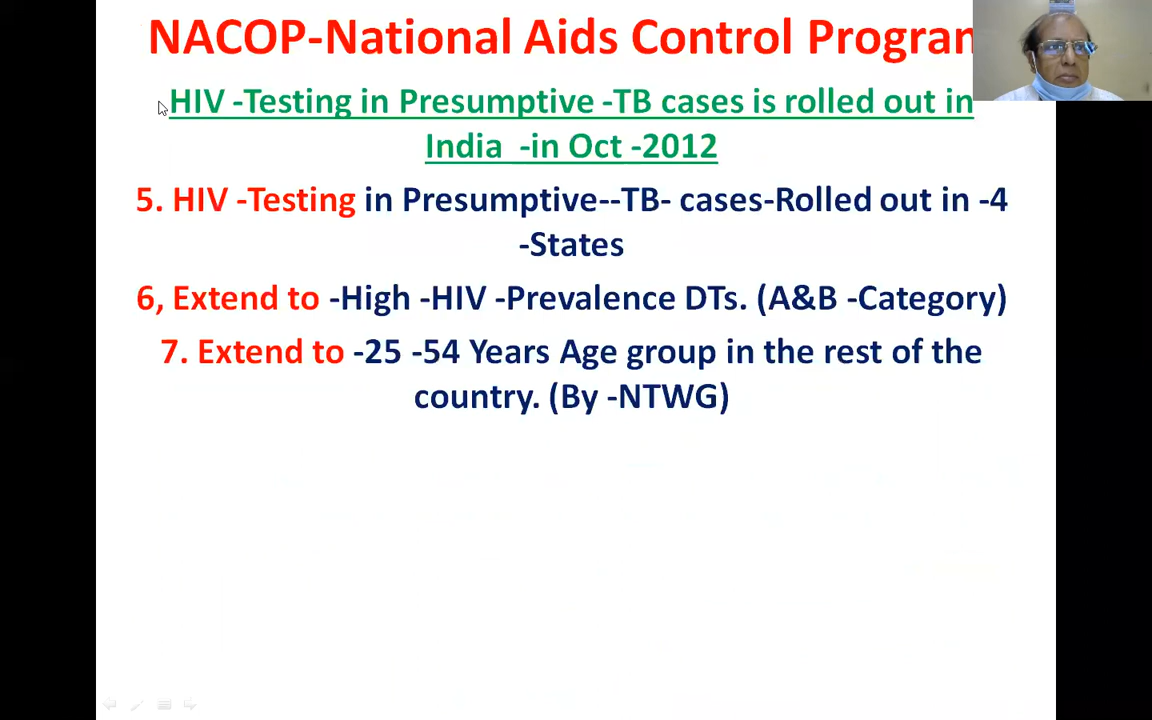 NACOP-National Aids Control Program
HIV -Testing in Presumptive -TB cases is rolled out in
India -in Oct -2012
5. HIV -Testing in Presumptive--TB- cases-Rolled out in -4
-States
6, Extend to -High -HIV -Prevalence DTs. (A&B -Category)
7. Extend to -25 -54 Years Age group in the rest of the
country. (By -NTWG)